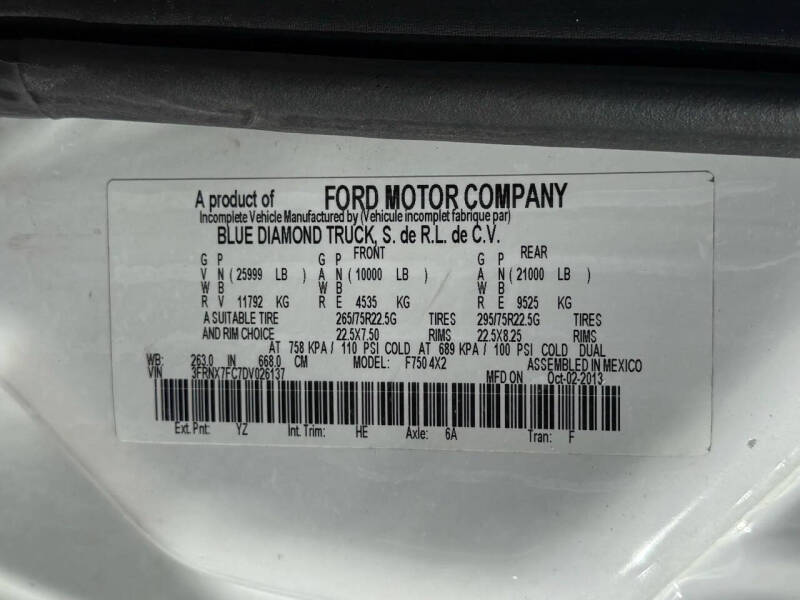 A product of FORD MOTOR COMPANY
Incomplete Vehicle Manufactured by (Vehicule incomplet fabrique par)
BLUE DIAMOND TRUCK, S. de R.L. de C.V.
FRONT REAR
G P G P G P
V N (25999 LB) A N (10000 LB) A N (21000 LB)
W B W B W B
R V 11792 KG R E 4535 KG R E 9525 KG
A SUITABLE TIRE 265/75R22.5G TIRES 295/75R22.5G TIRES
AND RIM CHOICE 22.5X7.50 RIMS 22.5X8.25 RIMS
AT 758 KPA / 110 PSI COLD AT 689 KPA / 100 PSI COLD DUAL
WB: 263.0 IN 668.0 CM MODEL: F750 4X2 ASSEMBLED IN MEXICO
VIN 3FRNX7FC7DV026137 MFD ON Oct-02-2013
Ext. Pnt: YZ Int. Trim: HE Axle: 6A Tran: F